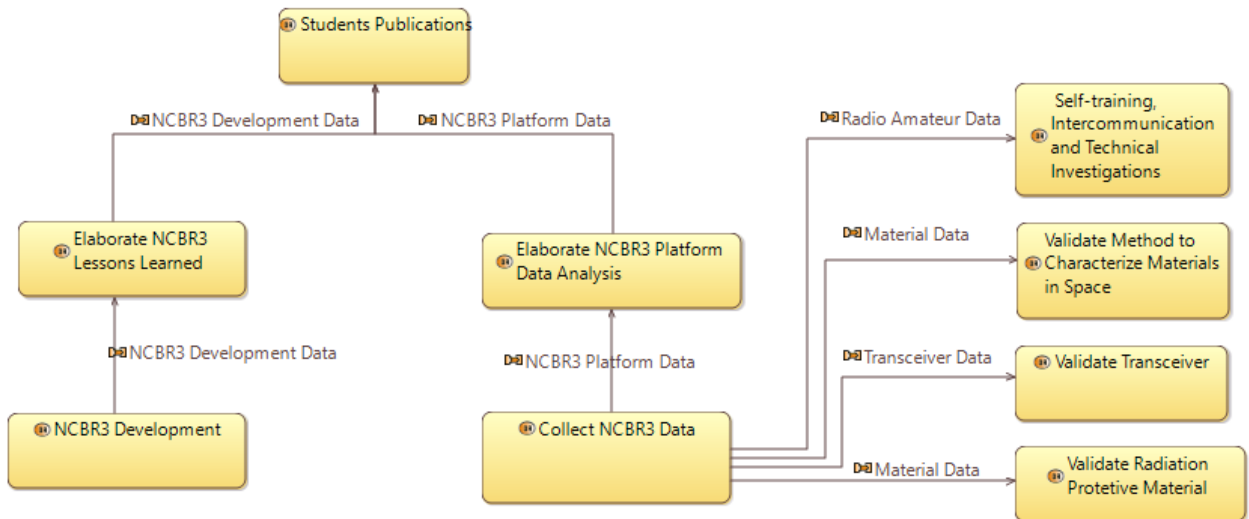 Students Publications
NCBR3 Development Data
NCBR3 Platform Data
Radio Amateur Data
Self-training,
Intercommunication
and Technical
Investigations
Elaborate NCBR3
Lessons Learned
Elaborate NCBR3 Platform
Data Analysis
Material Data
Validate Method to
Characterize Materials
in Space
NCBR3 Development Data
NCBR3 Platform Data
Transceiver Data
Validate Transceiver
NCBR3 Development
Collect NCBR3 Data
Material Data
Validate Radiation
Protetive Material